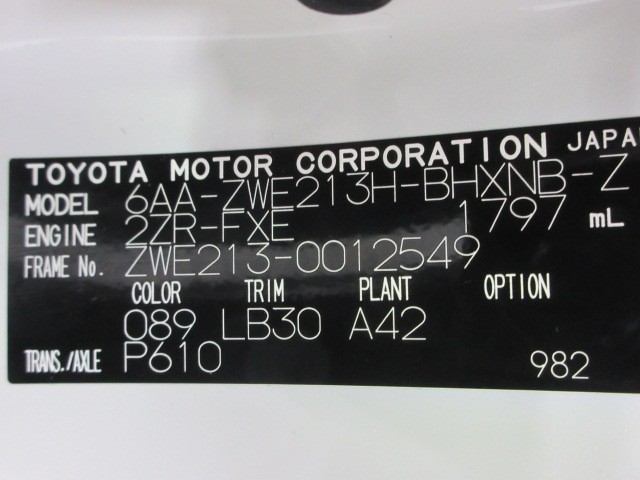 TOYOTA MOTOR CORPORATION JAPA
MODEL 6AA-ZWE213H-BHXNB-Z
ENGINE 2ZR-FXE 1797 mL
FRAME No. ZWE213-0012549
COLOR TRIM PLANT OPTION
089 LB30 A42
TRANS./AXLE P610 982